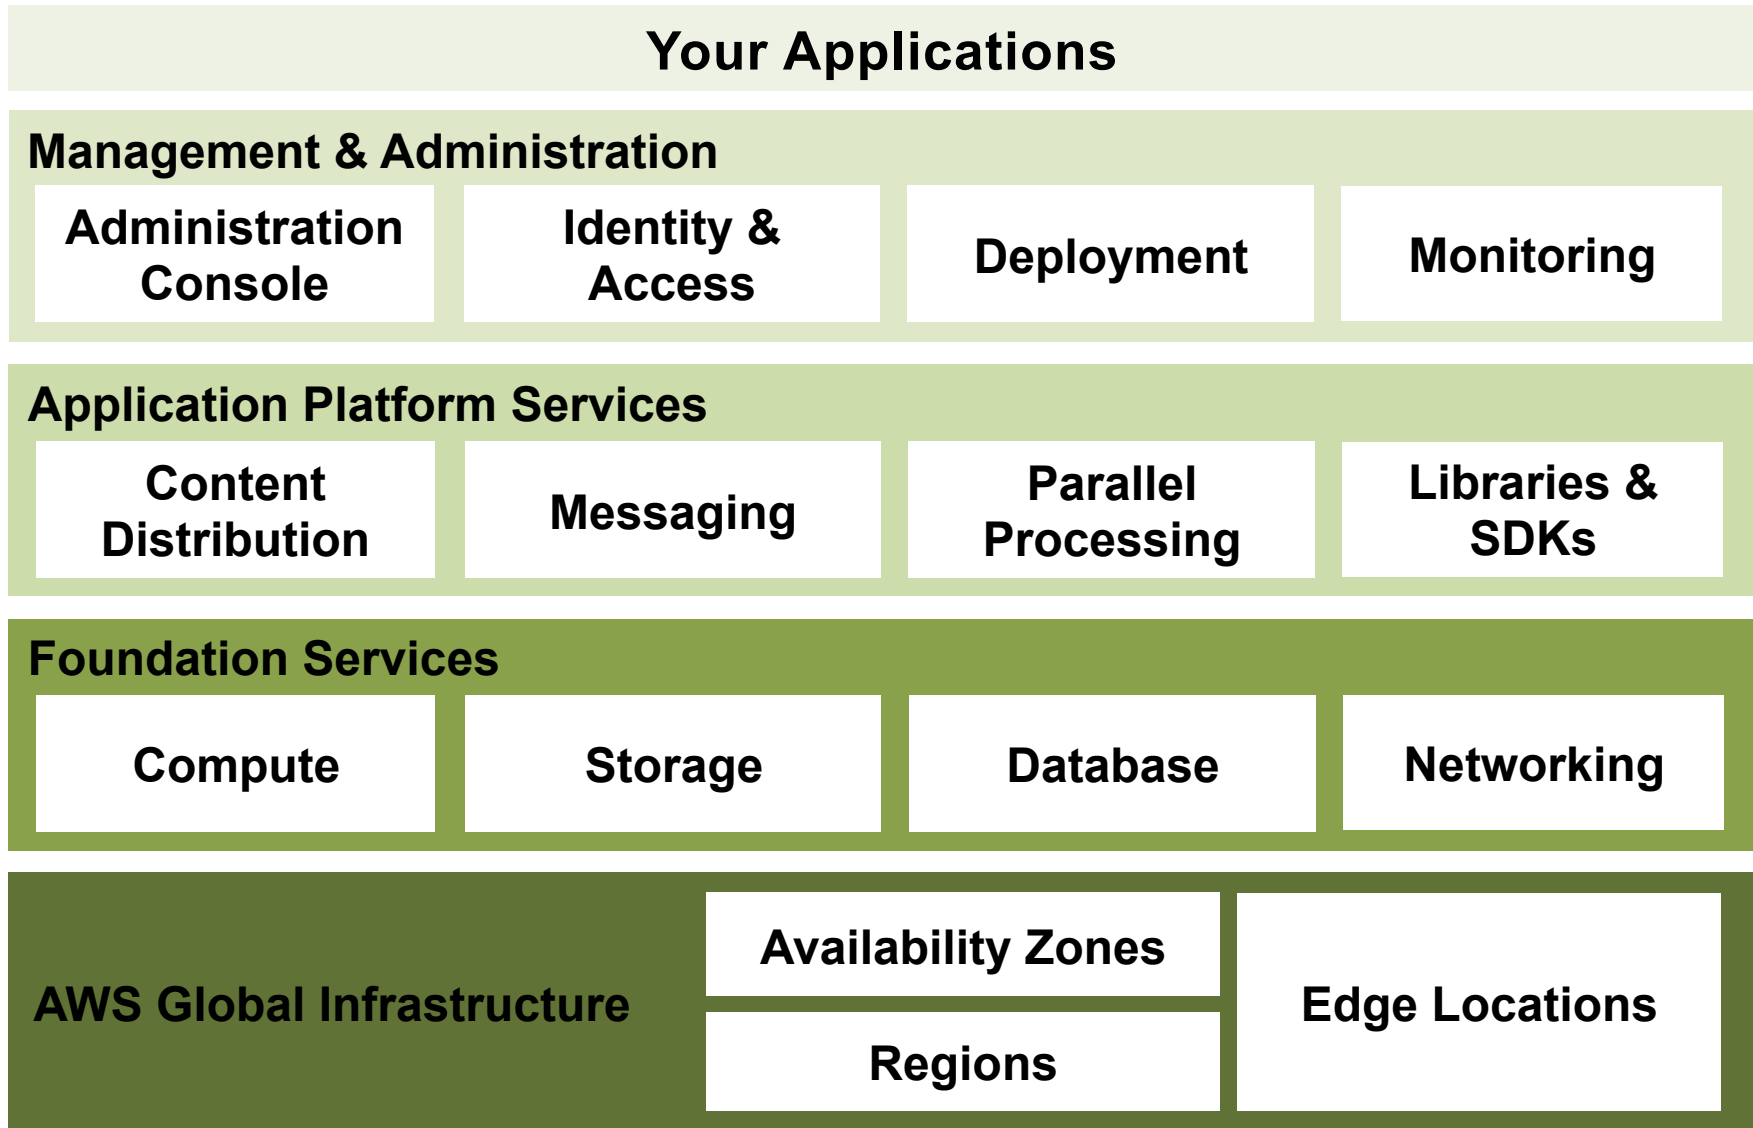 Your Applications
Management & Administration
Administration
Console
Identity &
Access
Deployment
Monitoring
Application Platform Services
Content
Distribution
Messaging
Parallel
Processing
Libraries &
SDKs
Foundation Services
Compute
Storage
Database
Networking
AWS Global Infrastructure
Availability Zones
Regions
Edge Locations